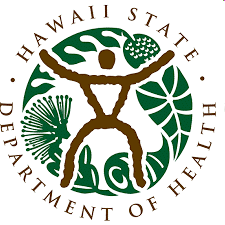 HAWAII STATE
DEPARTMENT OF HEALTH